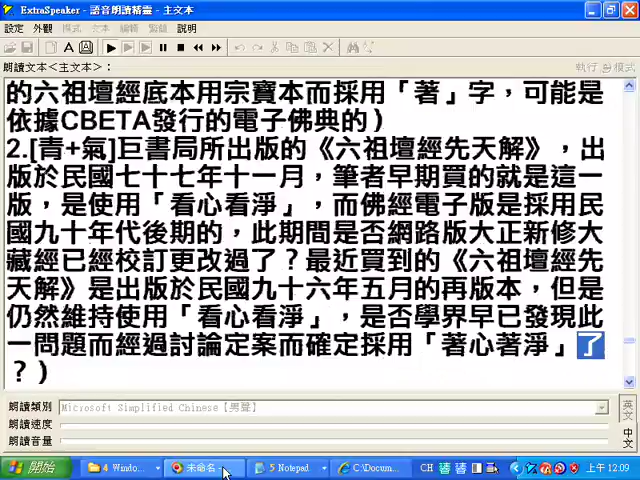 ExtraSpeaker - 語音朗讀精靈 - 主文本
設定 外觀 模式 文本 編輯 說明
朗讀文本<主文本>：
的六祖壇經底本用宗寶本而採用「著」字，可能是
依據CBETA發行的電子佛典的）
2.[青+氣]巨書局所出版的《六祖壇經先天解》，出
版於民國七十七年十一月，筆者早期買的就是這一
版，是使用「看心看淨」，而佛經電子版是採用民
國九十年代後期的，此期間是否網路版大正新修大
藏經已經校訂更改過了？最近買到的《六祖壇經先
天解》是出版於民國九十六年五月的再版本，但是
仍然維持使用「看心看淨」，是否學界早已發現此
一問題而經過討論定案而確定採用「著心著淨」了
？）
朗讀類別 Microsoft Simplified Chinese【男聲】
朗讀速度
朗讀音量
英文
中文
開始 4 Windo... 未命名 - 5 Notepad C:\Docum... CH 上午 12:09